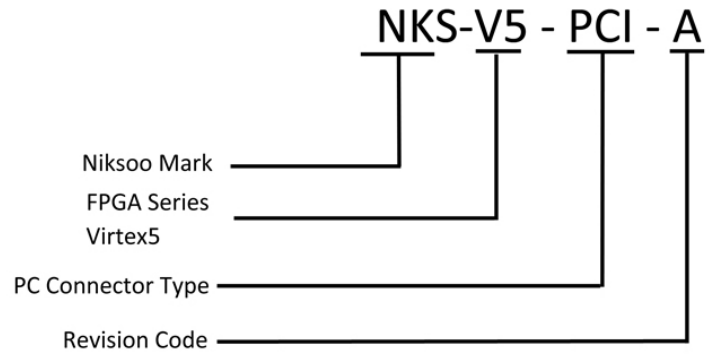 NKS-V5 - PCI - A
Niksoo Mark
FPGA Series
Virtex5
PC Connector Type
Revision Code